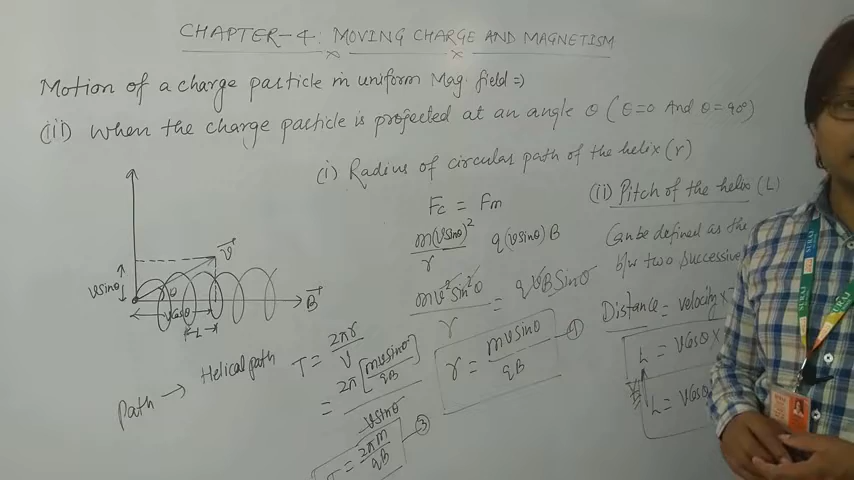 CHAPTER-4: MOVING CHARGE AND MAGNETISM
Motion of a charge particle in uniform Mag. field ⇒
(iii) When the charge particle is projected at an angle θ (θ=0 And θ=90°)
(i) Radius of circular path of the helix (r)
Fc = Fm
m(vsinθ)² / r q(vsinθ)B
mv²sin²θ / r = qvBsinθ
r = mvsinθ / qB — ①
(ii) Pitch of the helix (L)
Can be defined as the
b/w two successive
Distance = velocity ×
L = vcosθ ×
L = vcosθ
v
vsinθ
θ
vcosθ
B
L
Path → Helical path
T = 2πr / v
= 2π [mvsinθ / qB] / vsinθ
T = 2πm / qB — ③
SURAJ
SURAJ